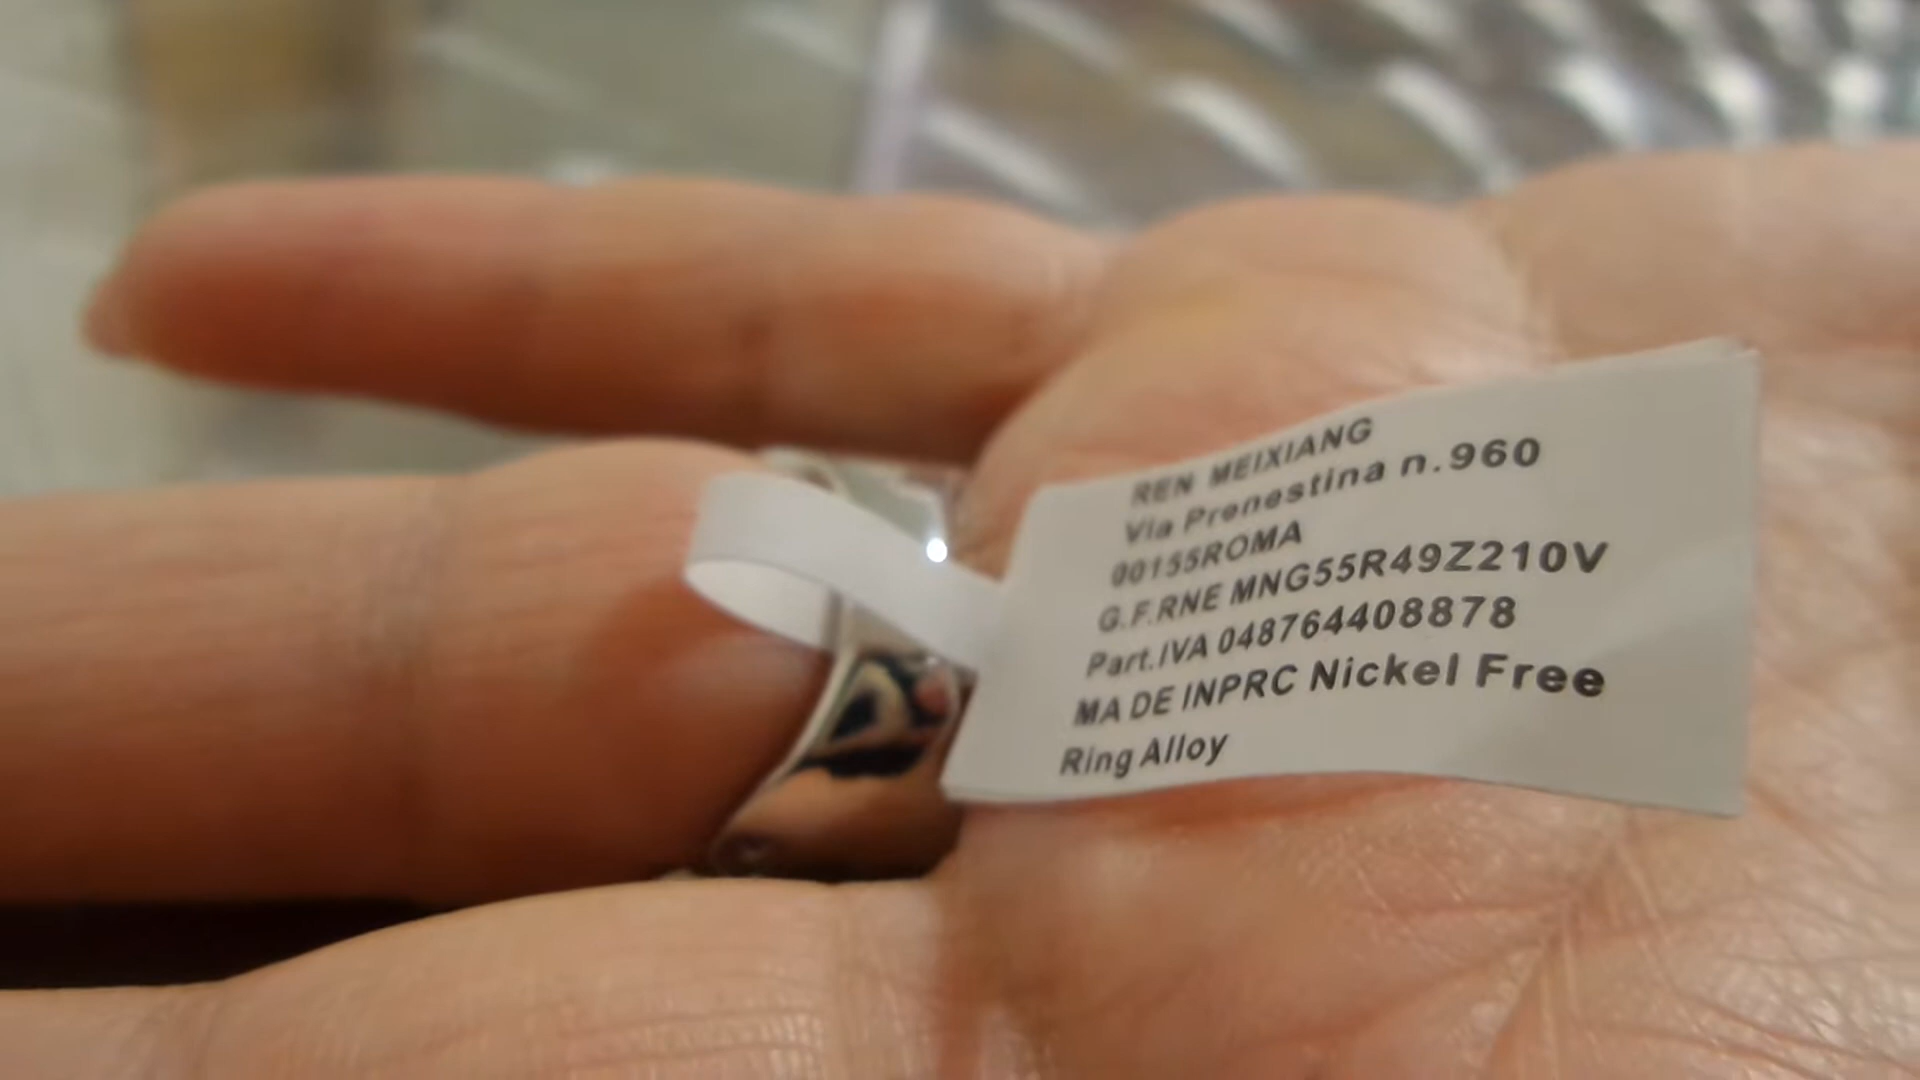 REN MEIXIANG
Via Prenestina n.960
00155ROMA
G.F.RNE MNG55R49Z210V
Part.IVA 048764408878
MA DE INPRC Nickel Free
Ring Alloy